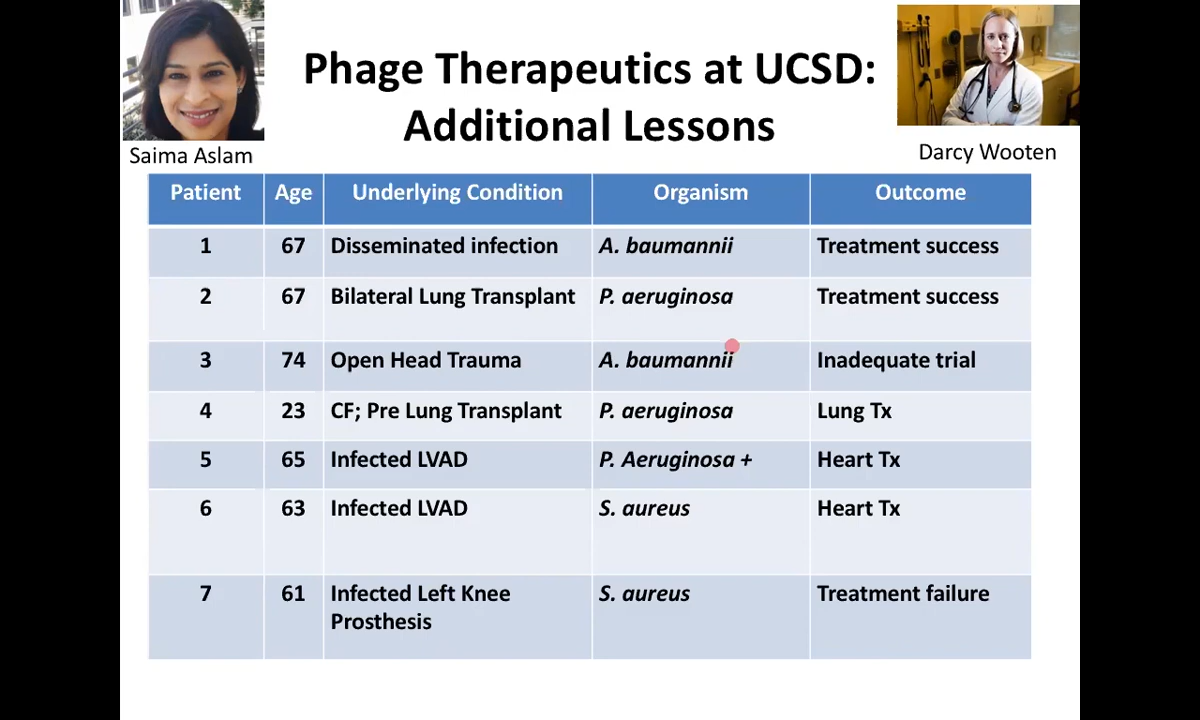 Phage Therapeutics at UCSD:
Additional Lessons
Saima Aslam
Darcy Wooten
Patient Age Underlying Condition Organism Outcome
1 67 Disseminated infection A. baumannii Treatment success
2 67 Bilateral Lung Transplant P. aeruginosa Treatment success
3 74 Open Head Trauma A. baumannii Inadequate trial
4 23 CF; Pre Lung Transplant P. aeruginosa Lung Tx
5 65 Infected LVAD P. Aeruginosa + Heart Tx
6 63 Infected LVAD S. aureus Heart Tx
7 61 Infected Left Knee S. aureus Treatment failure
Prosthesis